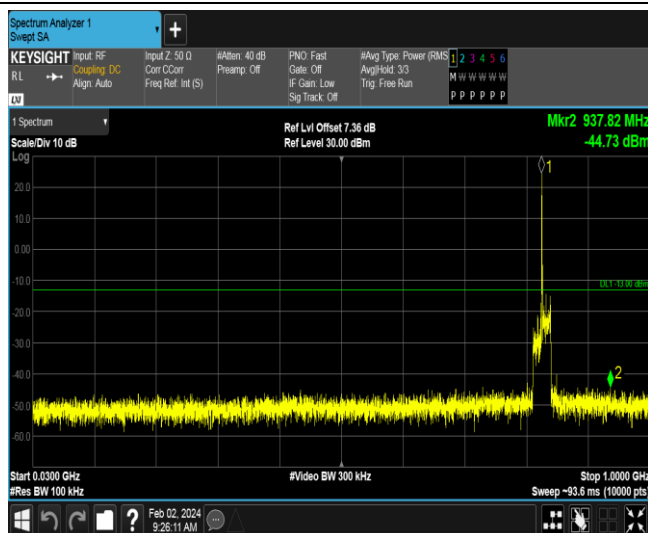 Spectrum Analyzer 1
Swept SA
+
KEYSIGHT
RL
LXI
Input: RF
Coupling: DC
Align: Auto
Input Z: 50 Ω
Corr CCorr
Freq Ref: Int (S)
#Atten: 40 dB
Preamp: Off
PNO: Fast
Gate: Off
IF Gain: Low
Sig Track: Off
#Avg Type: Power (RMS
Avg|Hold: 3/3
Trig: Free Run
1 2 3 4 5 6
M W W W W W
P P P P P P
1 Spectrum
Scale/Div 10 dB
Log
Ref Lvl Offset 7.36 dB
Ref Level 30.00 dBm
Mkr2 937.82 MHz
-44.73 dBm
1
20.0
10.0
0.00
-10.0
DL1 -13.00 dBm
-20.0
-30.0
-40.0
2
-50.0
-60.0
Start 0.0300 GHz
#Res BW 100 kHz
#Video BW 300 kHz
Stop 1.0000 GHz
Sweep ~93.6 ms (10000 pts)
?
Feb 02, 2024
9:26:11 AM